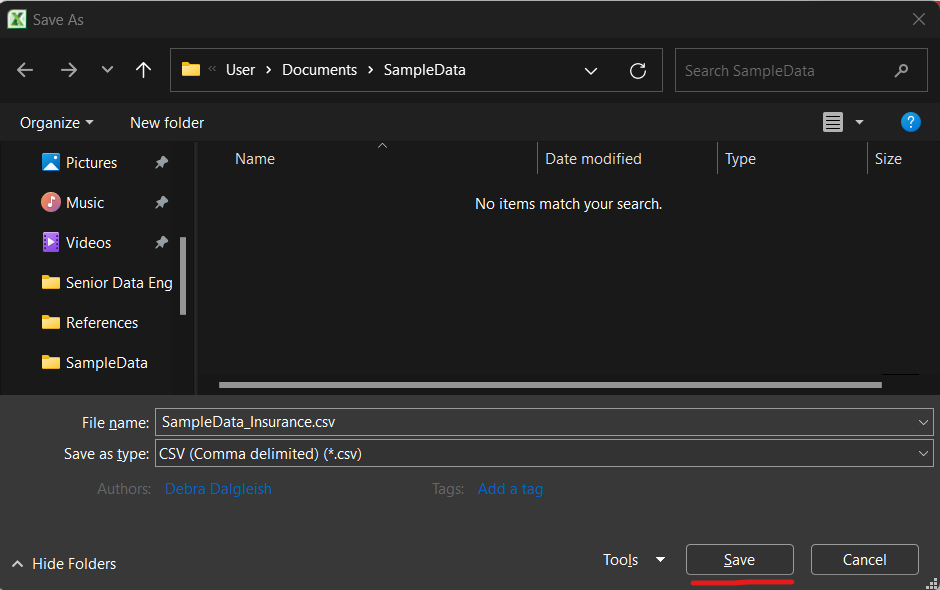 Save As
« User > Documents > SampleData
Search SampleData
Organize
New folder
?
Name
Date modified
Type
Size
No items match your search.
Pictures
Music
Videos
Senior Data Eng
References
SampleData
File name: SampleData_Insurance.csv
Save as type: CSV (Comma delimited) (*.csv)
Authors: Debra Dalgleish
Tags: Add a tag
Hide Folders
Tools
Save
Cancel